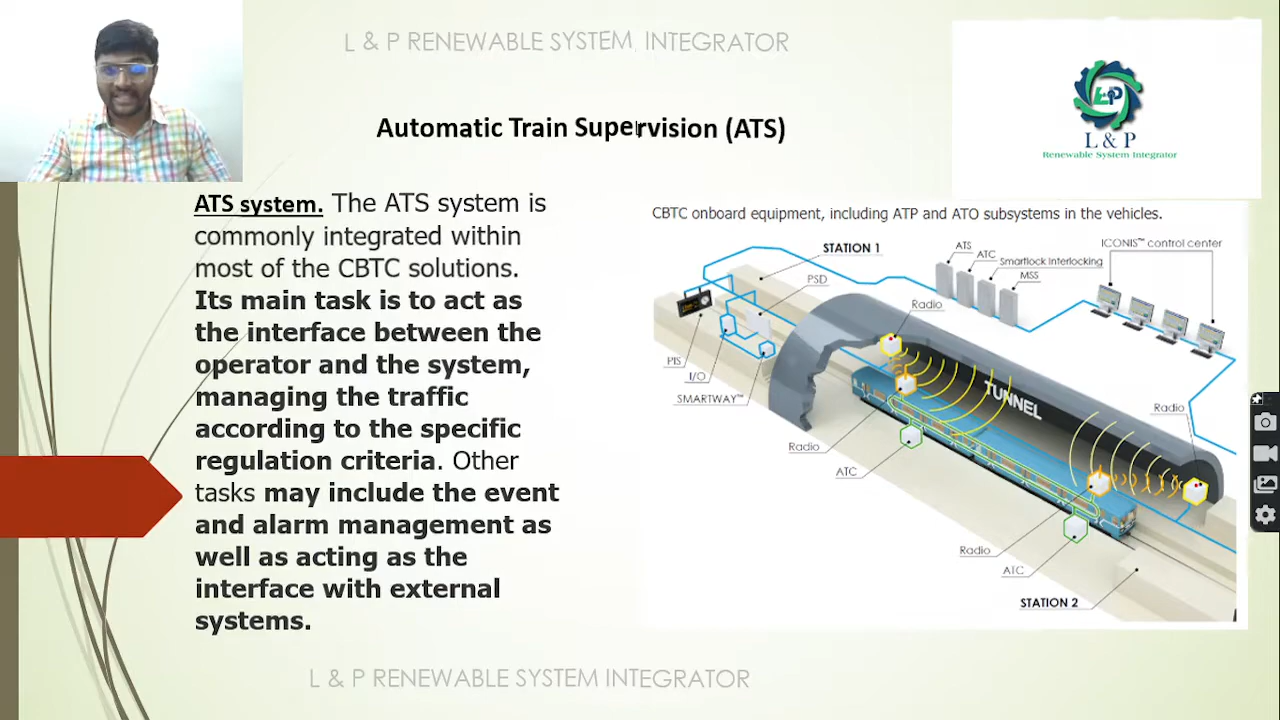 L & P RENEWABLE SYSTEM INTEGRATOR
LP
L & P
Renewable System Integrator
Automatic Train Supervision (ATS)
ATS system. The ATS system is
commonly integrated within
most of the CBTC solutions.
Its main task is to act as
the interface between the
operator and the system,
managing the traffic
according to the specific
regulation criteria. Other
tasks may include the event
and alarm management as
well as acting as the
interface with external
systems.
CBTC onboard equipment, including ATP and ATO subsystems in the vehicles.
STATION 1
ATS
ATC
Smartlock Interlocking
MSS
ICONIS™ control center
PSD
Radio
PIS
I/O
SMARTWAY™
TUNNEL
Radio
Radio
ATC
Radio
ATC
STATION 2
L & P RENEWABLE SYSTEM INTEGRATOR